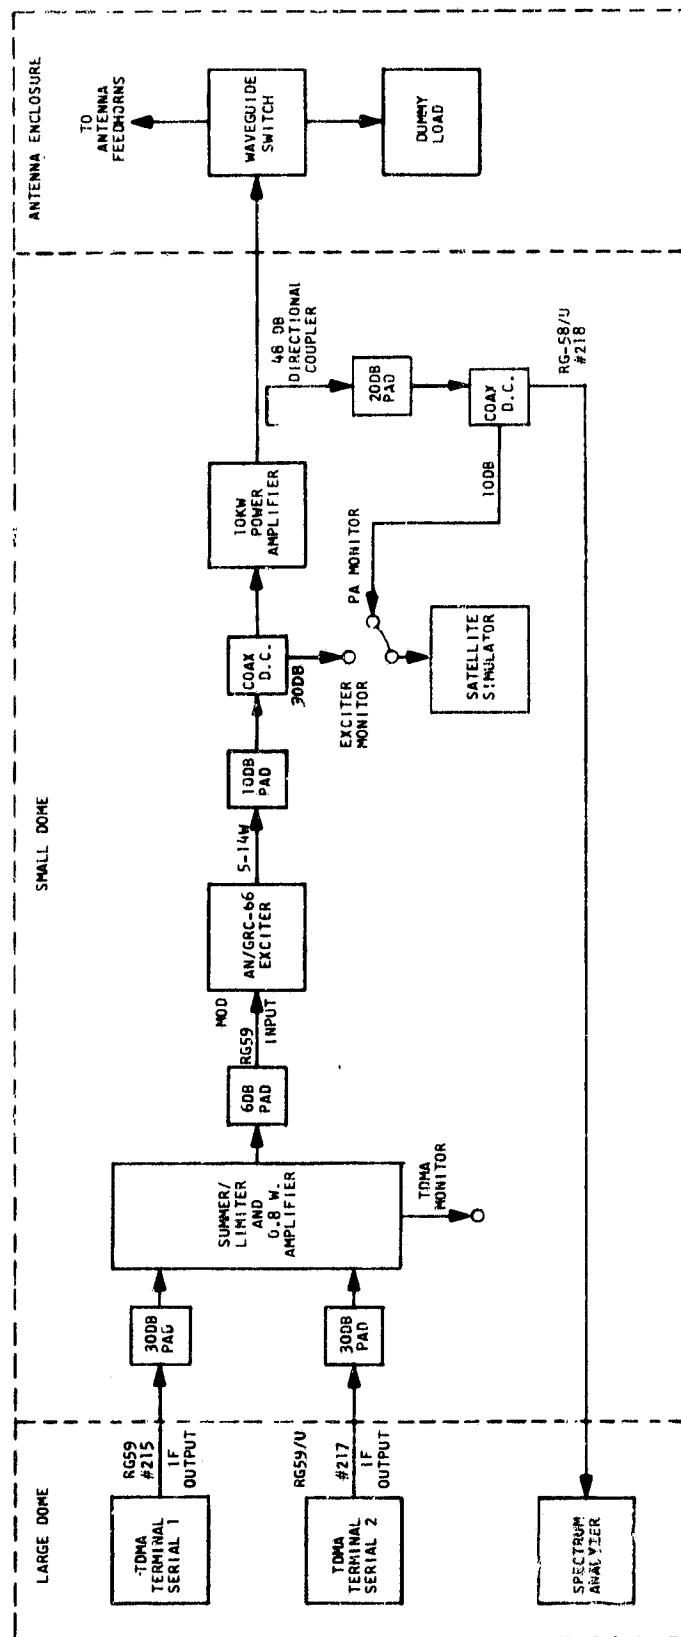 LARGE DOME
SMALL DOME
ANTENNA ENCLOSURE
TDMA
TERMINAL
SERIAL 1
RG59
#215
IF
OUTPUT
30DB
PAD
TDMA
TERMINAL
SERIAL 2
RG59/U
#217
IF
OUTPUT
30DB
PAD
SUMMER/
LIMITER
AND
0.8 W.
AMPLIFIER
TDMA
MONITOR
6DB
PAD
MOD
RG59
INPUT
AN/GRC-66
EXCITER
5-14W
10DB
PAD
COAX
D.C.
30DB
EXCITER
MONITOR
10KW
POWER
AMPLIFIER
48 DB
DIRECTIONAL
COUPLER
20DB
PAD
COAX
D.C.
10DB
PA MONITOR
SATELLITE
SIMULATOR
RG-58/U
#218
SPECTRUM
ANALYZER
TO
ANTENNA
FEEDHORNS
WAVEGUIDE
SWITCH
DUMMY
LOAD